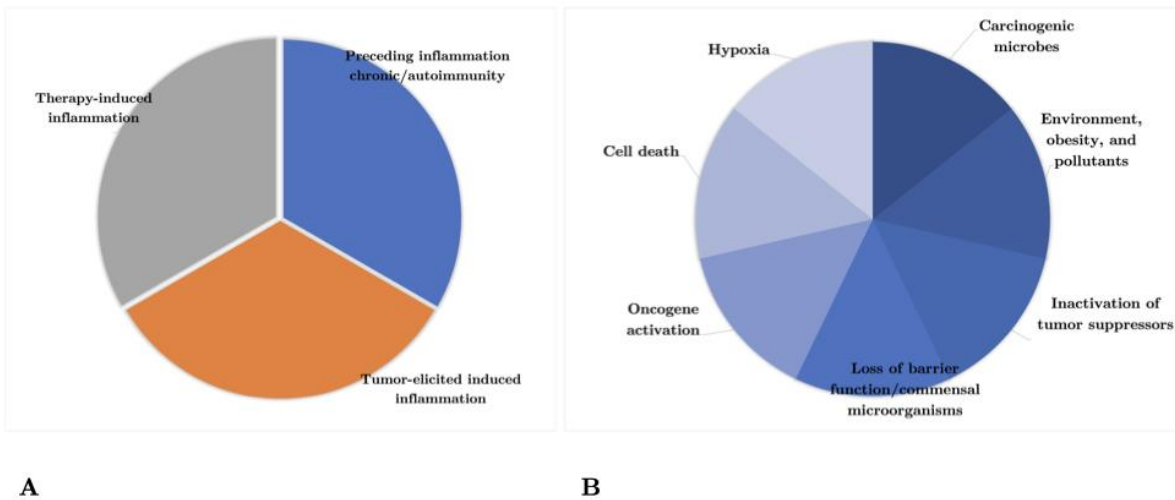 Preceding inflammation
chronic/autoimmunity
Therapy-induced
inflammation
Tumor-elicited induced
inflammation
A
Carcinogenic
microbes
Hypoxia
Environment,
obesity, and
pollutants
Cell death
Inactivation of
tumor suppressors
Oncogene
activation
Loss of barrier
function/commensal
microorganisms
B